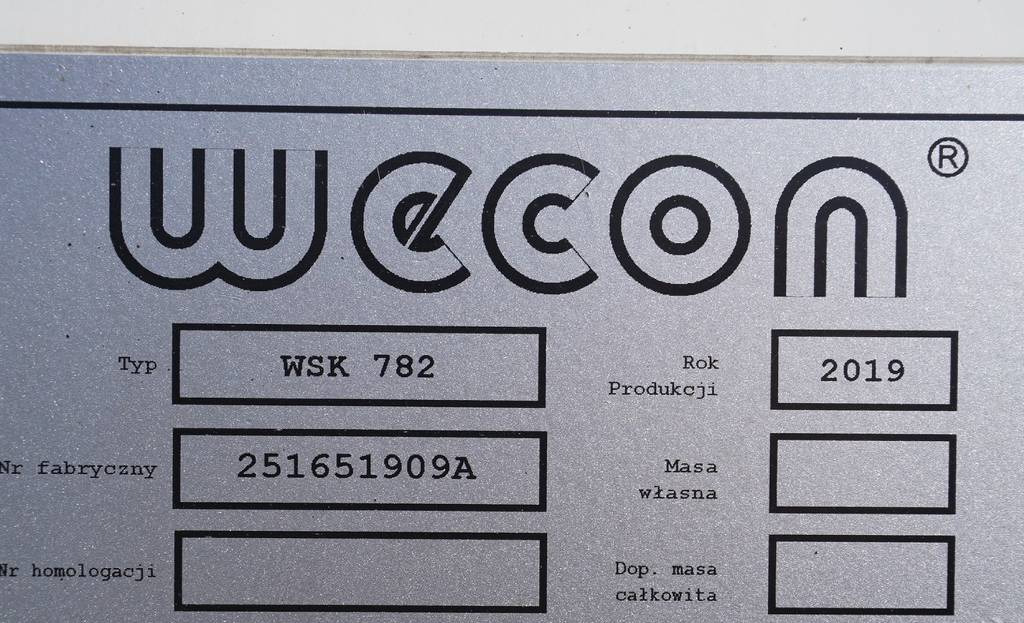 wecon®
Typ WSK 782 Rok Produkcji 2019
Nr fabryczny 251651909A Masa własna
Nr homologacji Dop. masa całkowita